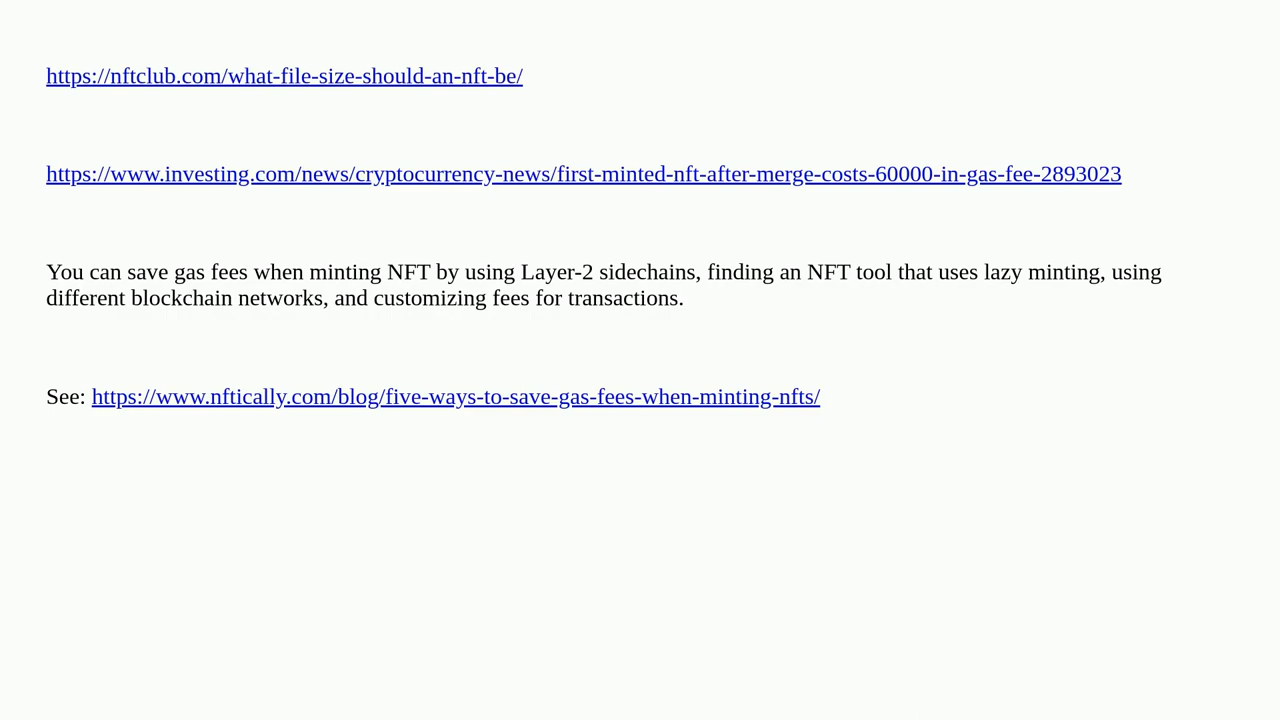 https://nftclub.com/what-file-size-should-an-nft-be/
https://www.investing.com/news/cryptocurrency-news/first-minted-nft-after-merge-costs-60000-in-gas-fee-2893023
You can save gas fees when minting NFT by using Layer-2 sidechains, finding an NFT tool that uses lazy minting, using
different blockchain networks, and customizing fees for transactions.
See: https://www.nftically.com/blog/five-ways-to-save-gas-fees-when-minting-nfts/